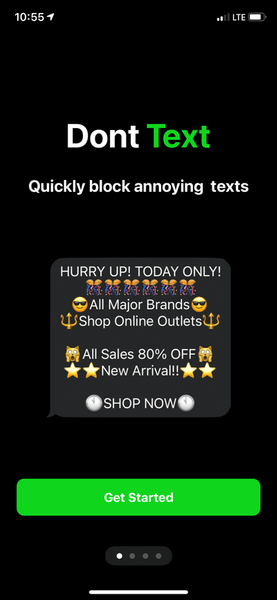 10:55
LTE
Dont Text
Quickly block annoying texts
HURRY UP! TODAY ONLY!
🎊🎊🎊🎊🎊🎊
😎All Major Brands😎
🔱Shop Online Outlets🔱
🙀All Sales 80% OFF🙀
⭐⭐New Arrival!!⭐⭐
🕛SHOP NOW🕛
Get Started